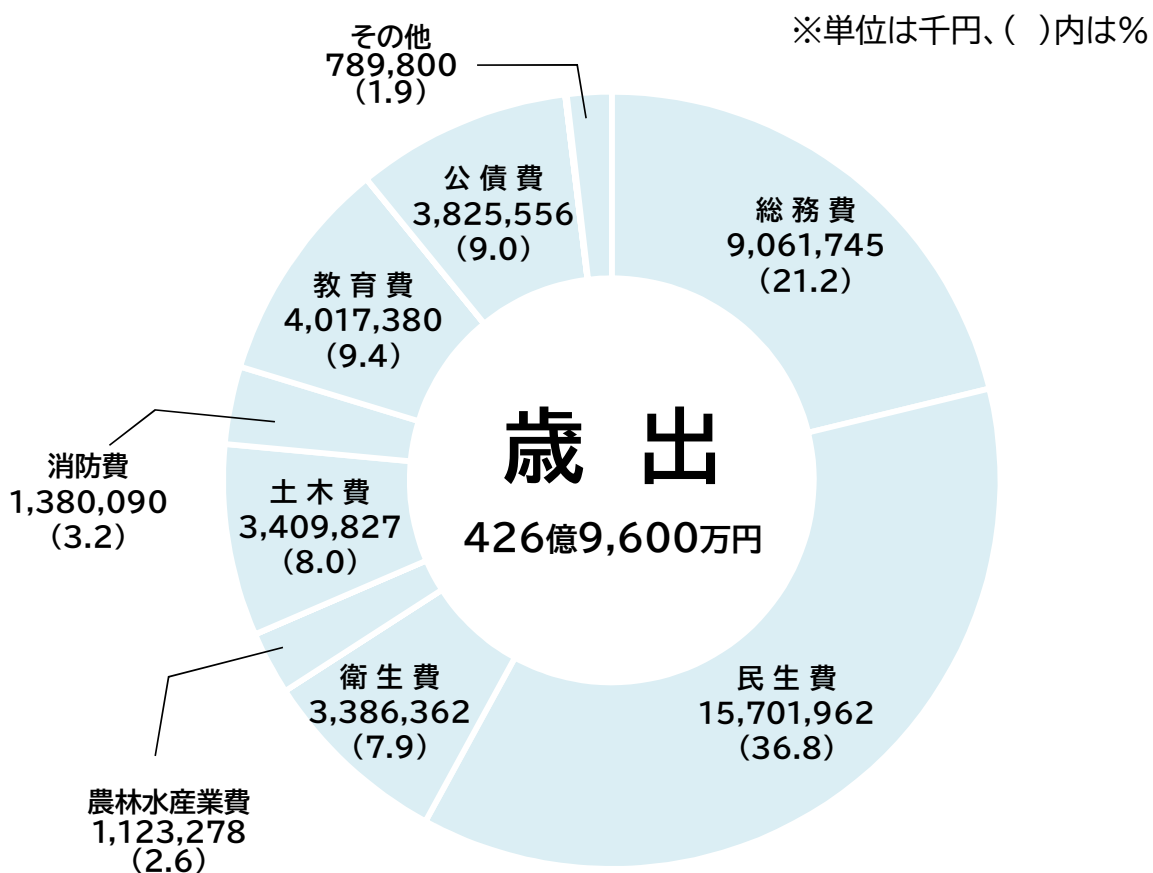 ※単位は千円、(　)内は%
その他
789,800
(1.9)
総務費
9,061,745
(21.2)
公債費
3,825,556
(9.0)
教育費
4,017,380
(9.4)
消防費
1,380,090
(3.2)
土木費
3,409,827
(8.0)
歳出
426億9,600万円
衛生費
3,386,362
(7.9)
民生費
15,701,962
(36.8)
農林水産業費
1,123,278
(2.6)